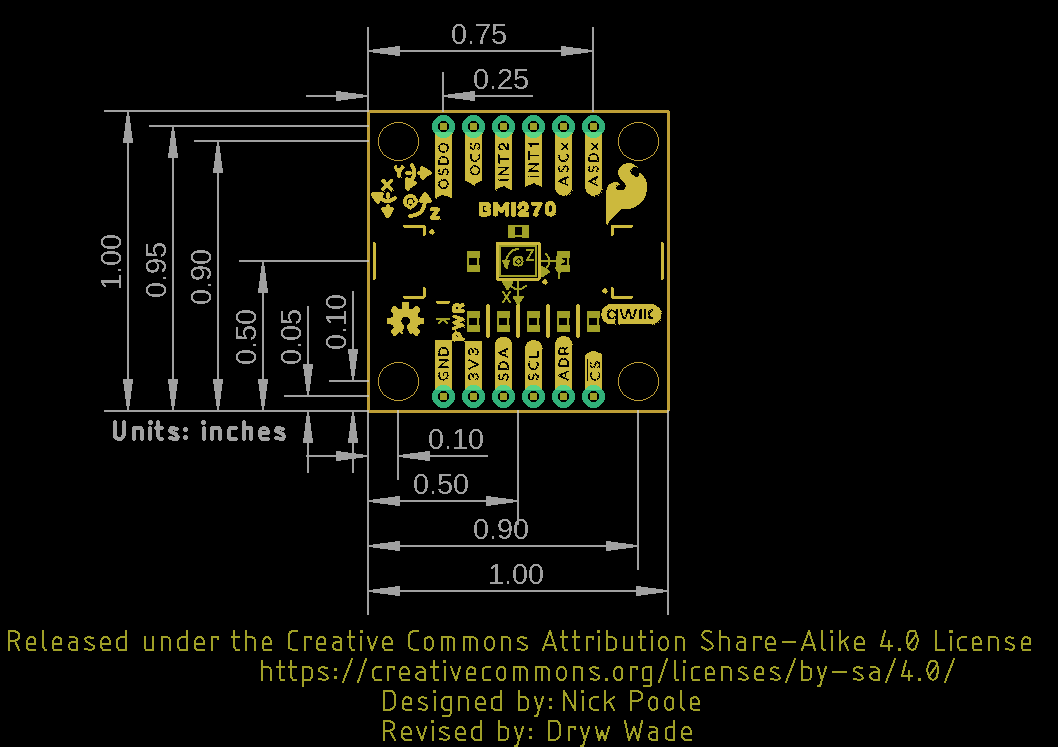 0.75
0.25
OSDO
OCS
INT2
INT1
ASCx
ASDx
Y
X
Z
BMI270
Z
X
1.00
0.95
0.90
0.50
0.05
0.10
PWR
qwiic
GND
3V3
SDA
SCL
ADR
CS
Units: inches
0.10
0.50
0.90
1.00
Released under the Creative Commons Attribution Share-Alike 4.0 License
https://creativecommons.org/licenses/by-sa/4.0/
Designed by: Nick Poole
Revised by: Dryw Wade